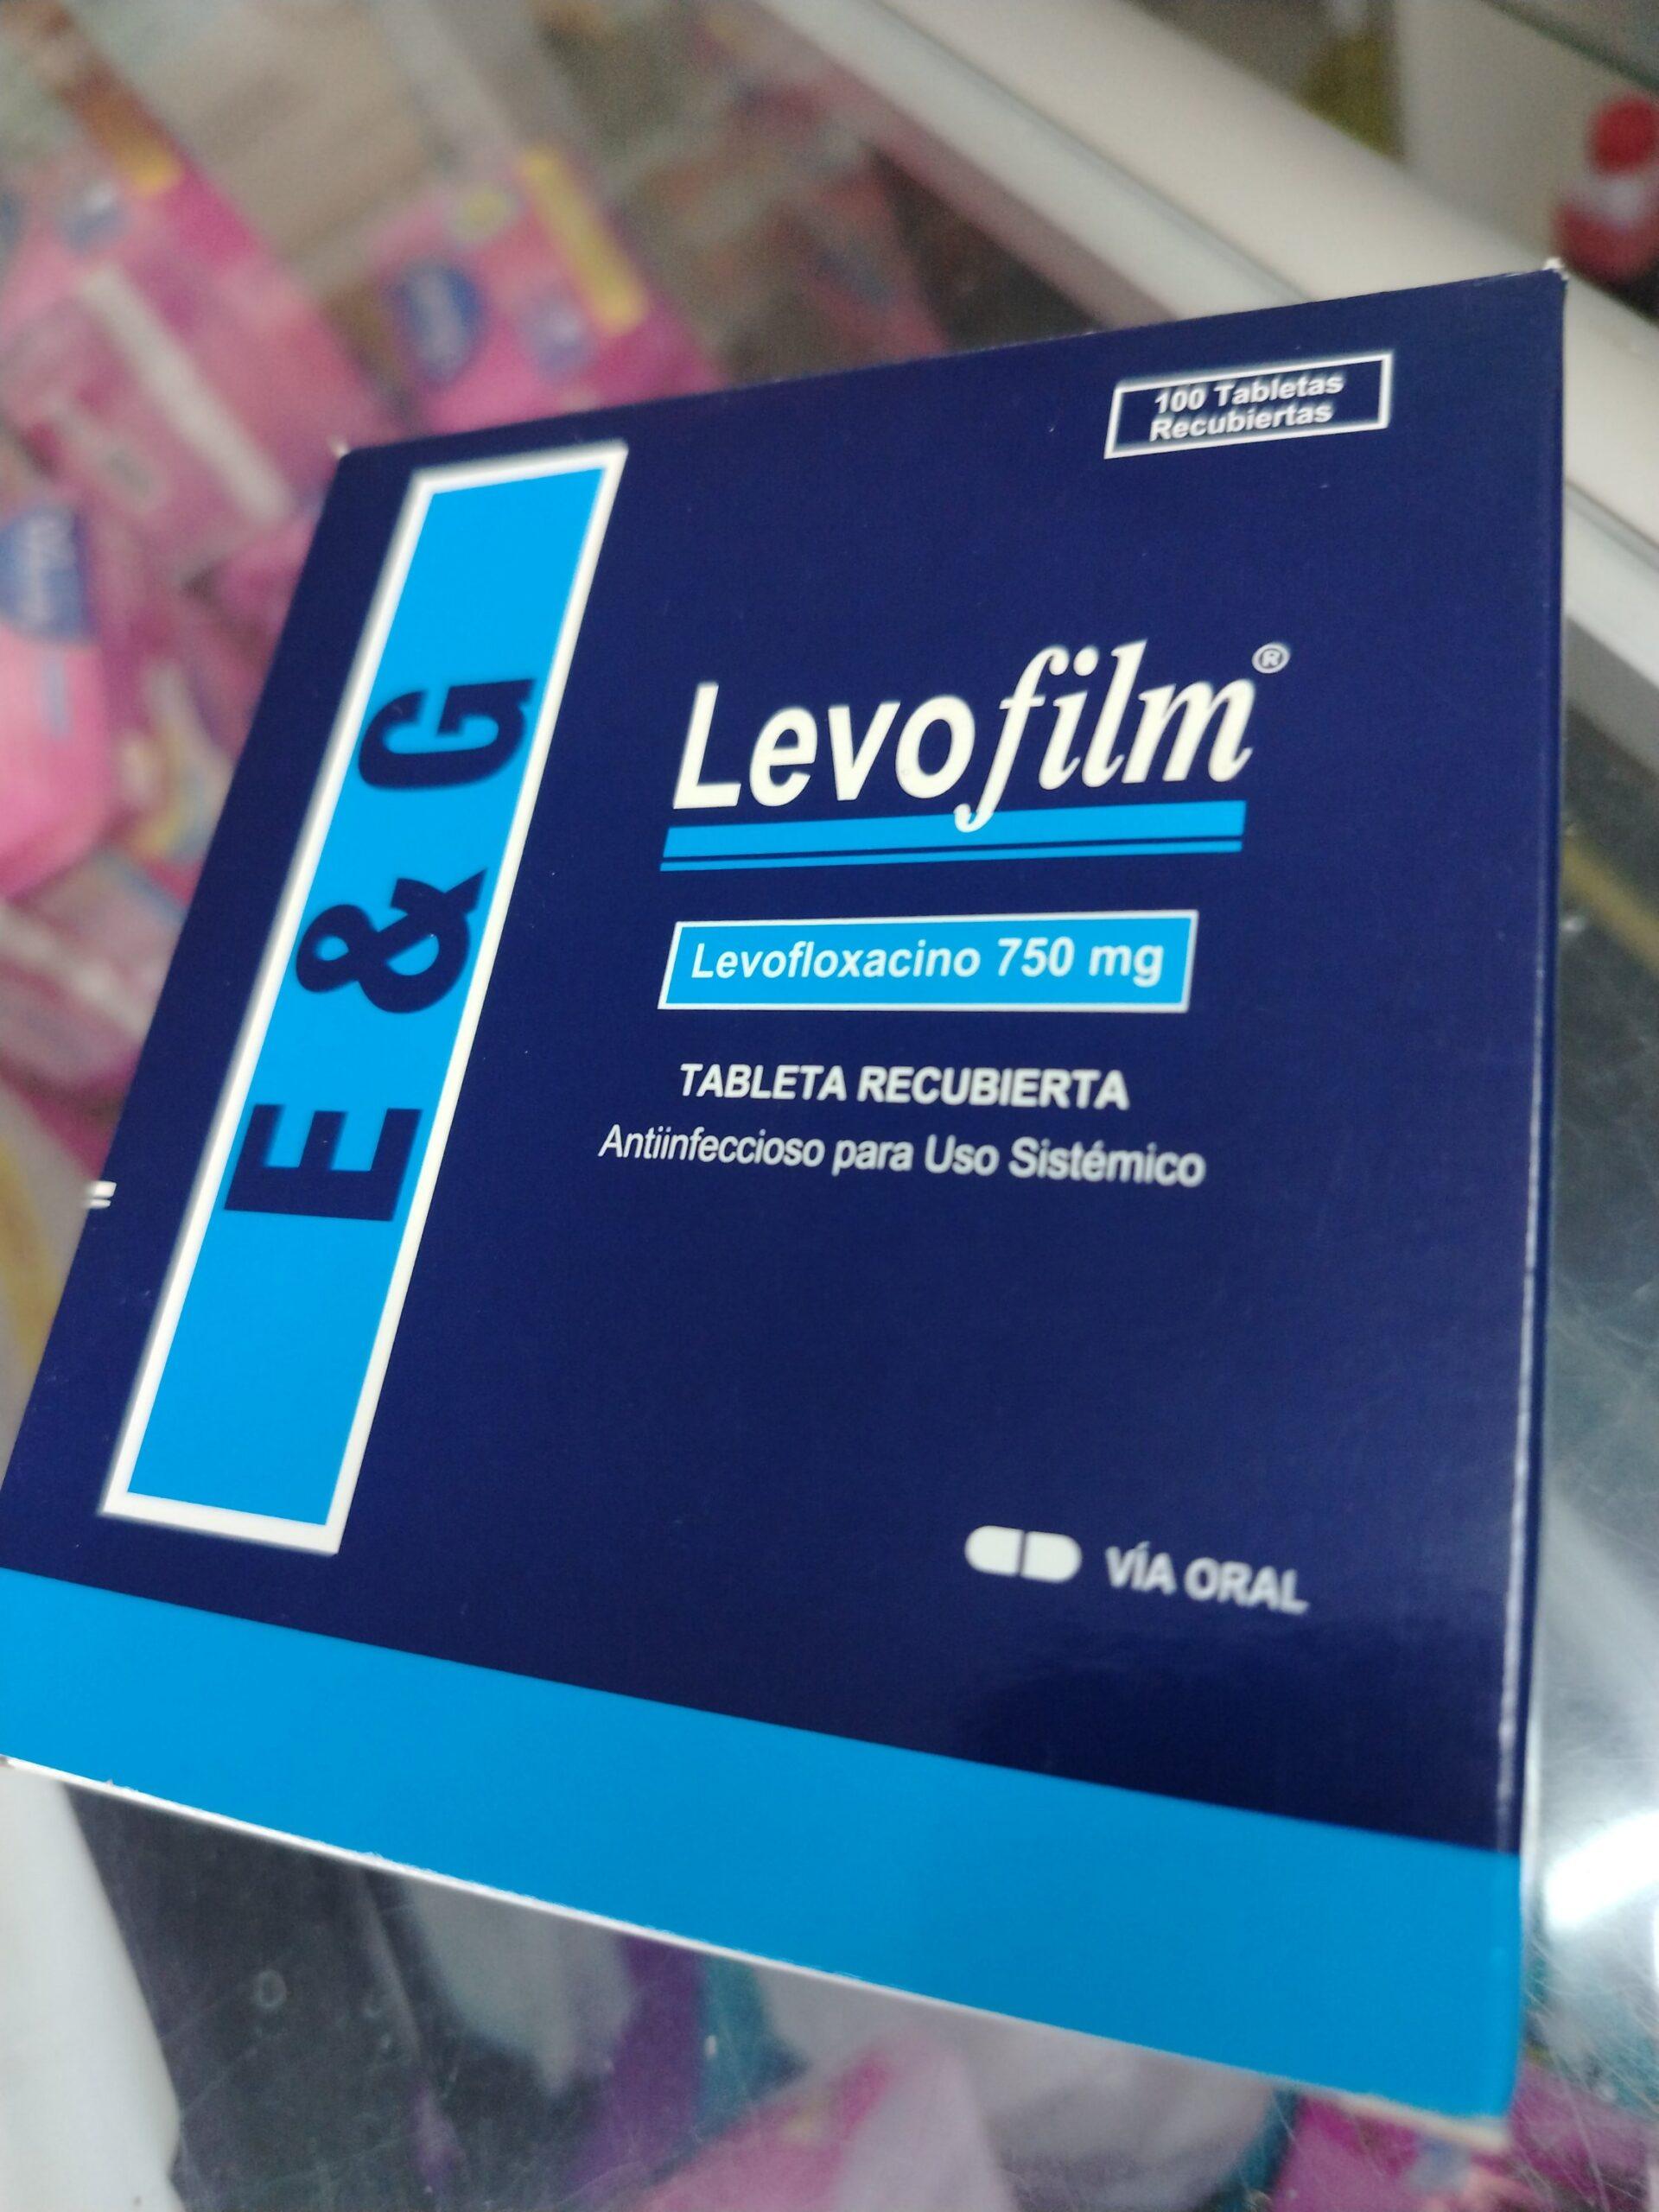 100 Tabletas
Recubiertas
E & G
Levofilm®
Levofloxacino 750 mg
TABLETA RECUBIERTA
Antiinfeccioso para Uso Sistémico
VÍA ORAL